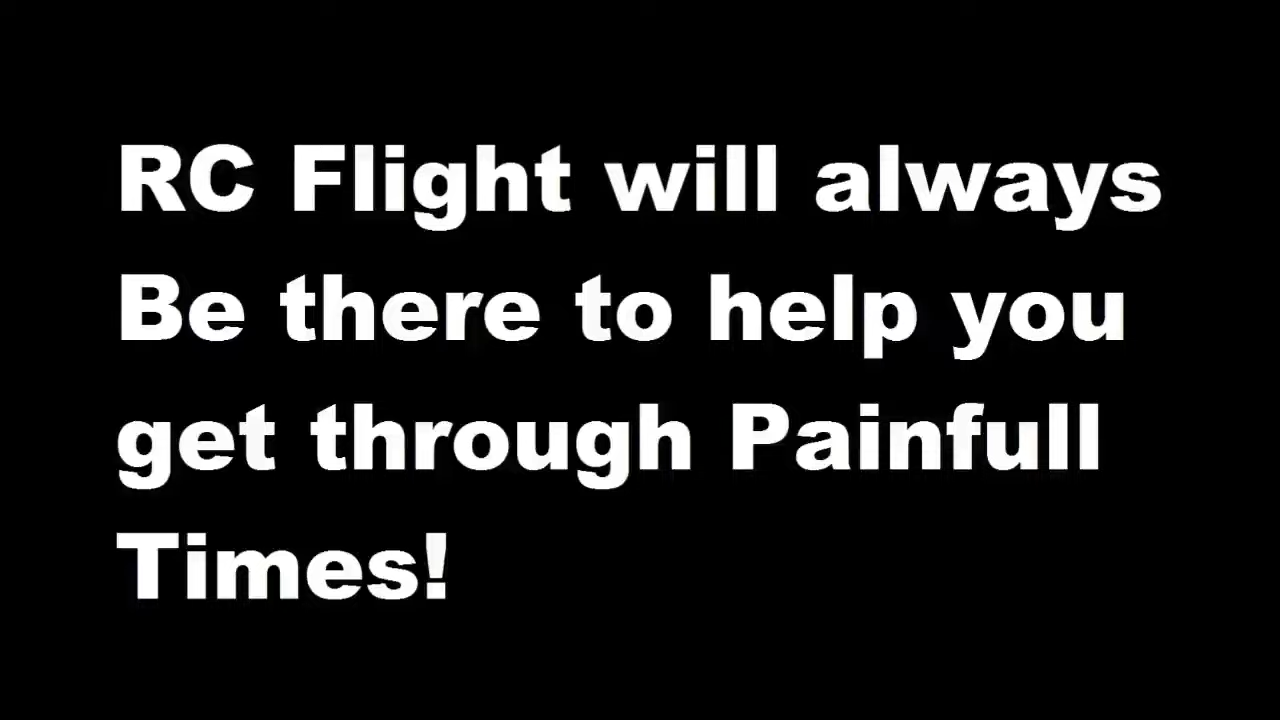 RC Flight will always
Be there to help you
get through Painfull
Times!